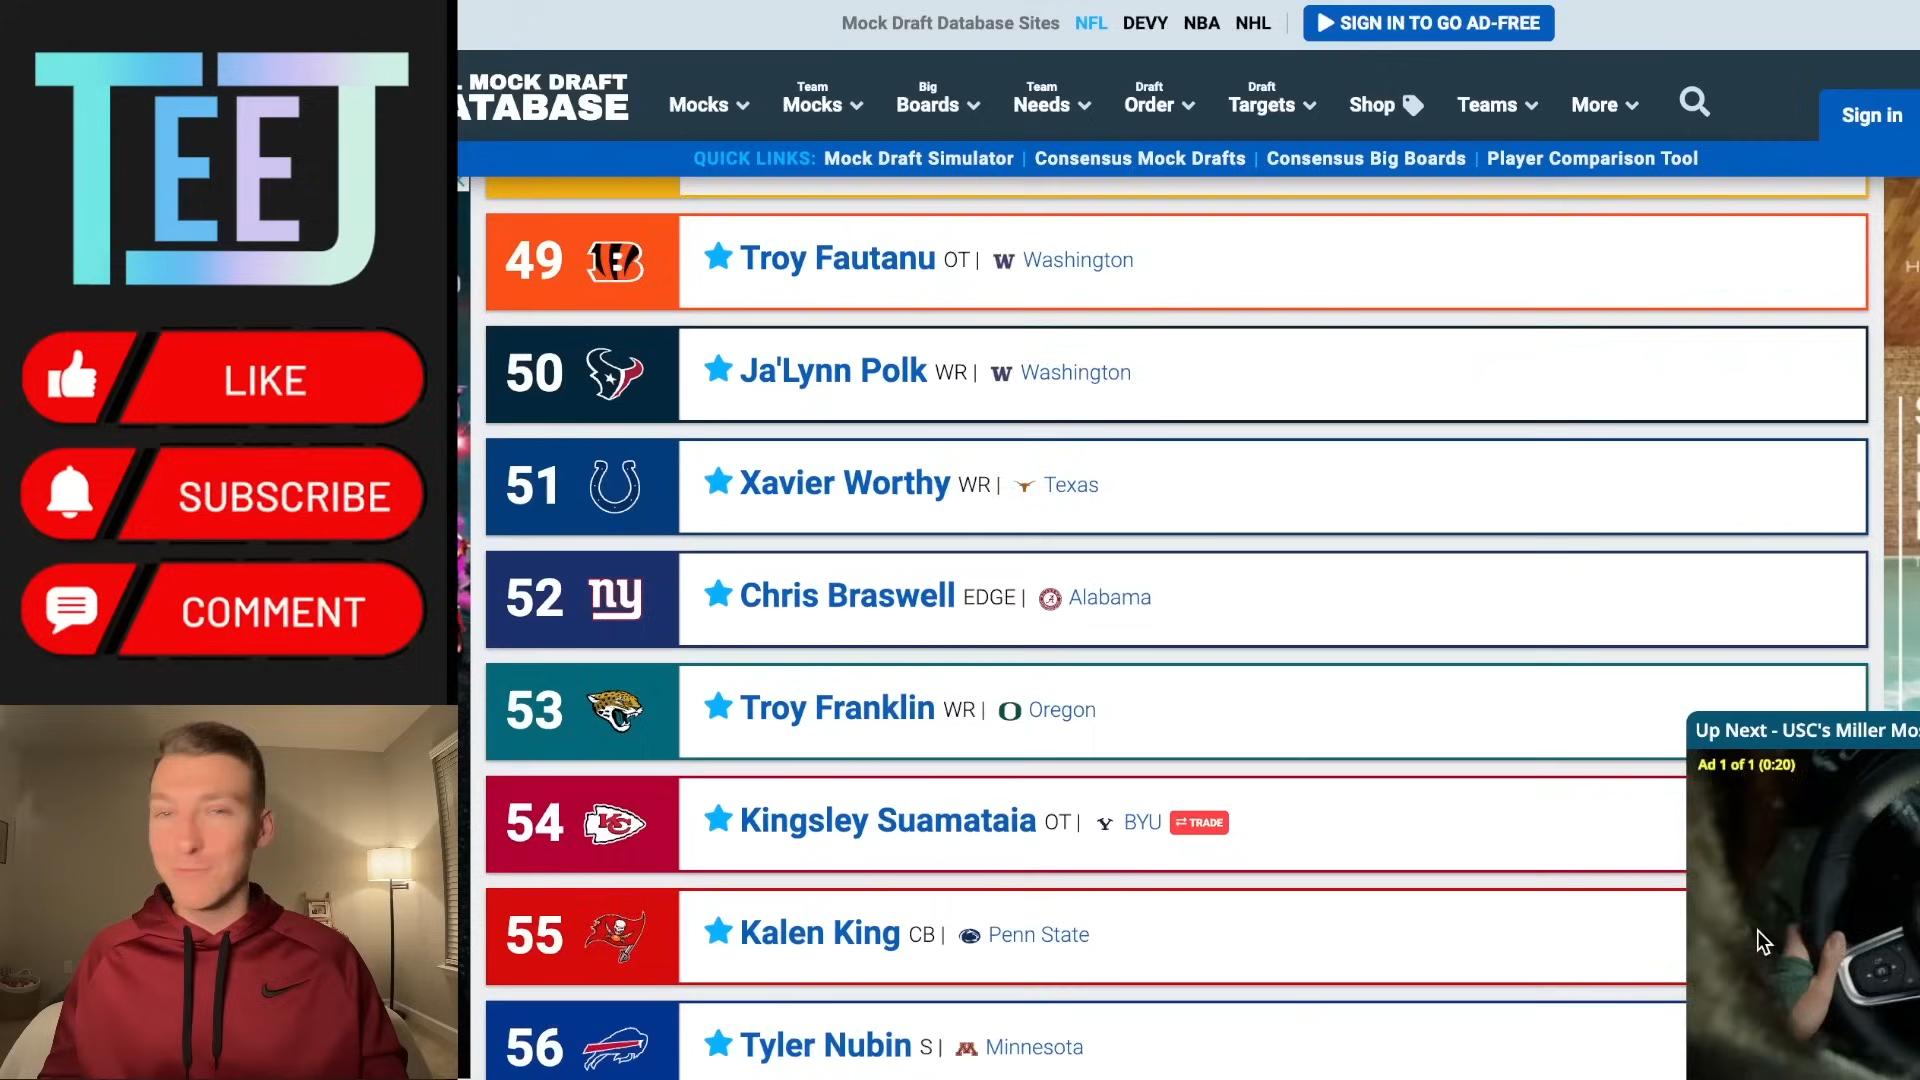 TEEJ
LIKE
SUBSCRIBE
COMMENT
Mock Draft Database Sites NFL DEVY NBA NHL SIGN IN TO GO AD-FREE
MOCK DRAFT
ATABASE
Mocks
Team
Mocks
Big
Boards
Team
Needs
Draft
Order
Draft
Targets
Shop
Teams
More
Sign in
QUICK LINKS: Mock Draft Simulator | Consensus Mock Drafts | Consensus Big Boards | Player Comparison Tool
49 Troy Fautanu OT | W Washington
50 Ja'Lynn Polk WR | W Washington
51 Xavier Worthy WR | Texas
52 ny Chris Braswell EDGE | Alabama
53 Troy Franklin WR | Oregon
54 KC Kingsley Suamataia OT | Y BYU TRADE
55 Kalen King CB | Penn State
56 Tyler Nubin S | M Minnesota
Up Next - USC's Miller Mos
Ad 1 of 1 (0:20)